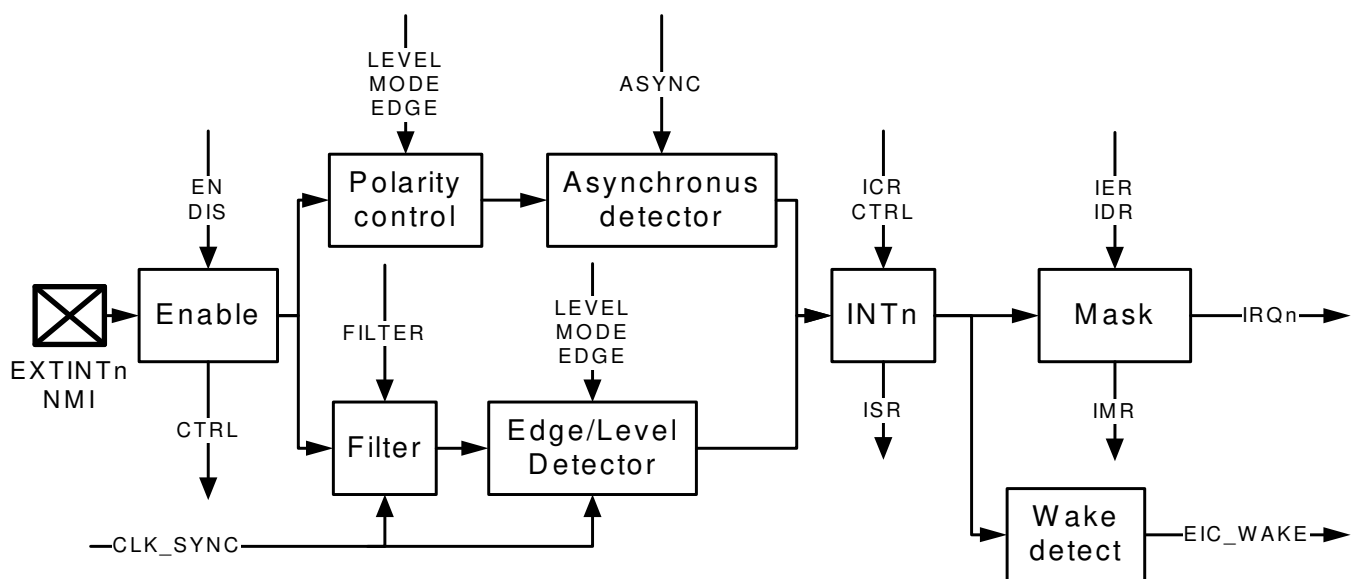 LEVEL
MODE
EDGE
ASYNC
EN
DIS
Polarity
control
Asynchronus
detector
ICR
CTRL
IER
IDR
EXTINTn
NMI
Enable
FILTER
LEVEL
MODE
EDGE
INTn
Mask
IRQn
CTRL
Filter
Edge/Level
Detector
ISR
IMR
CLK_SYNC
Wake
detect
EIC_WAKE